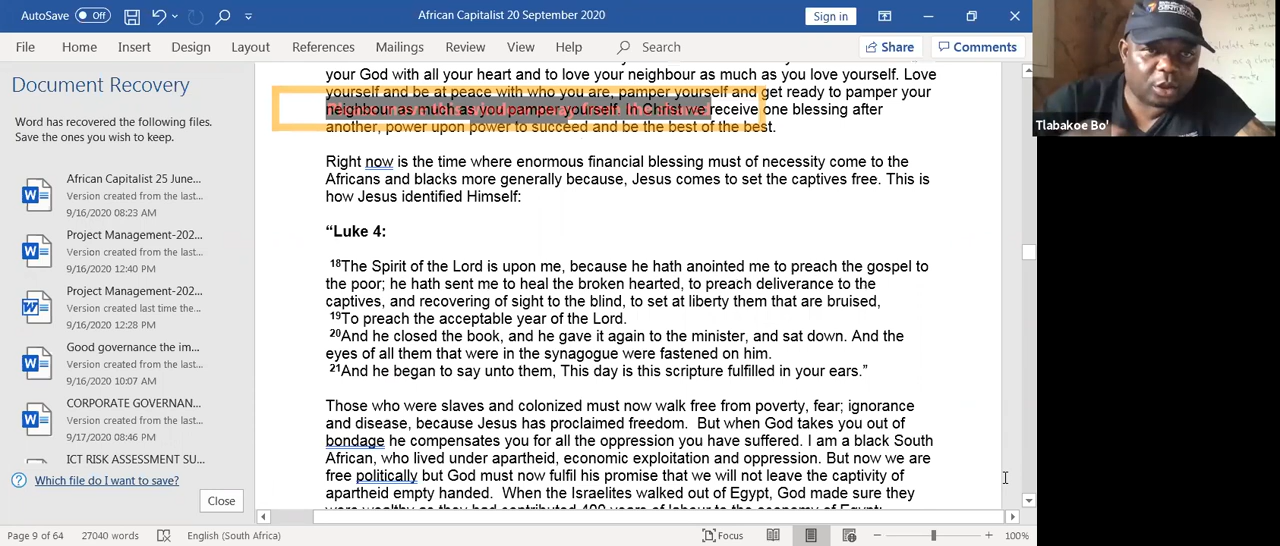 AutoSave Off
African Capitalist 20 September 2020
Sign in
File Home Insert Design Layout References Mailings Review View Help Search
Share Comments
Document Recovery
Word has recovered the following files.
Save the ones you wish to keep.
African Capitalist 25 June...
Version created from the last...
9/16/2020 08:23 AM
Project Management-202...
Version created from the last...
9/16/2020 12:40 PM
Project Management-202...
Version created last time the...
9/16/2020 12:28 PM
Good governance the im...
Version created from the last...
9/16/2020 10:07 AM
CORPORATE GOVERNAN...
Version created from the last...
9/17/2020 08:46 PM
ICT RISK ASSESSMENT SU...
Which file do I want to save?
Close
your God with all your heart and to love your neighbour as much as you love yourself. Love
yourself and be at peace with who you are, pamper yourself and get ready to pamper your
neighbour as much as you pamper yourself. In Christ we receive one blessing after
another, power upon power to succeed and be the best of the best.
Right now is the time where enormous financial blessing must of necessity come to the
Africans and blacks more generally because, Jesus comes to set the captives free. This is
how Jesus identified Himself:
“Luke 4:
18The Spirit of the Lord is upon me, because he hath anointed me to preach the gospel to
the poor; he hath sent me to heal the broken hearted, to preach deliverance to the
captives, and recovering of sight to the blind, to set at liberty them that are bruised,
19To preach the acceptable year of the Lord.
20And he closed the book, and he gave it again to the minister, and sat down. And the
eyes of all them that were in the synagogue were fastened on him.
21And he began to say unto them, This day is this scripture fulfilled in your ears.”
Those who were slaves and colonized must now walk free from poverty, fear; ignorance
and disease, because Jesus has proclaimed freedom. But when God takes you out of
bondage he compensates you for all the oppression you have suffered. I am a black South
African, who lived under apartheid, economic exploitation and oppression. But now we are
free politically but God must now fulfil his promise that we will not leave the captivity of
apartheid empty handed. When the Israelites walked out of Egypt, God made sure they
were wealthy as they had contributed 400 years of labour to the economy of Egypt:
Tlabakoe Bo'
Page 9 of 64 27040 words English (South Africa) Focus 100%